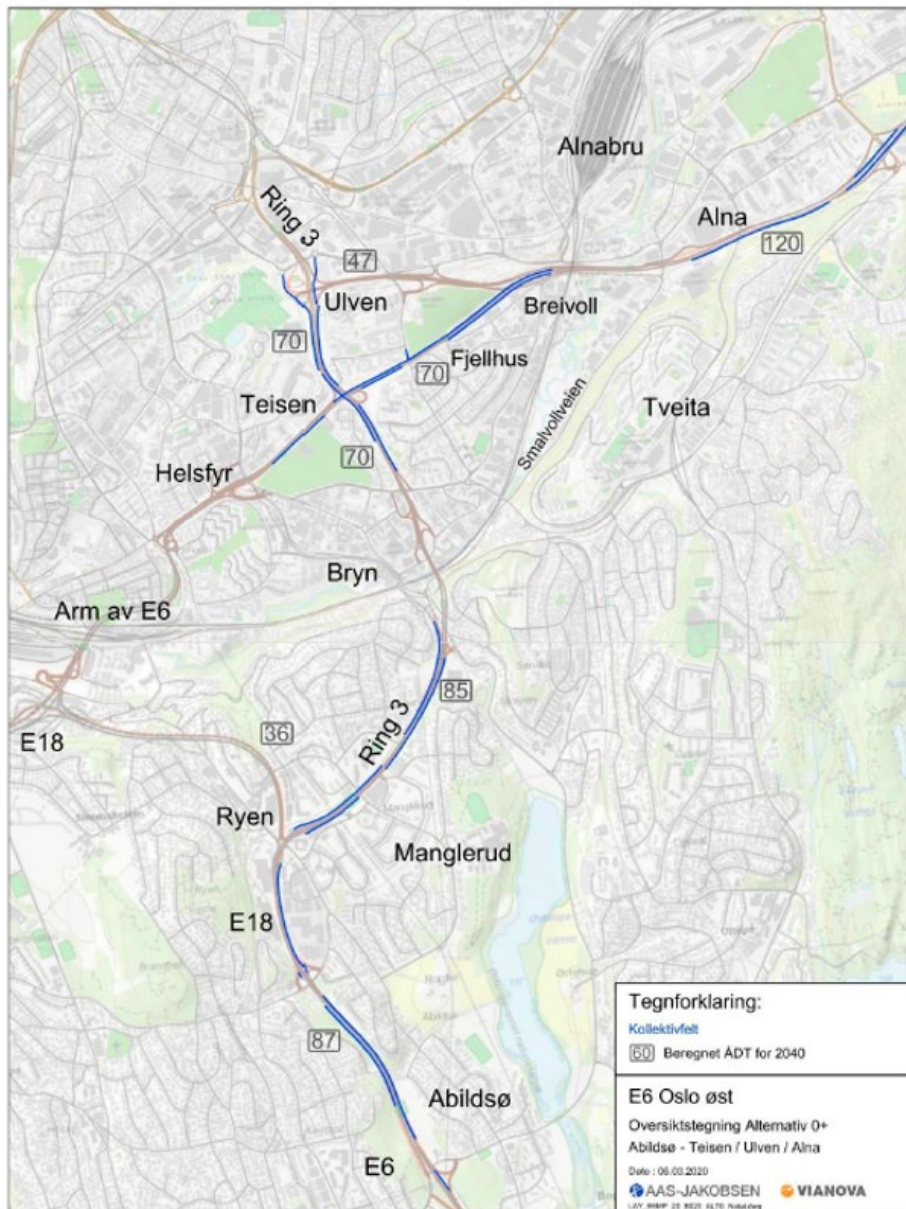 Alnabru
Ring 3
Alna
120
47
Ulven
Breivoll
70
Fjellhus
70
Teisen
Tveita
Smalvollveien
70
Helsfyr
Bryn
Arm av E6
85
Ring 3
36
E18
Ryen
Manglerud
E18
87
Abildsø
E6
Tegnforklaring:
Kollektivfelt
60 Beregnet ÅDT for 2040
E6 Oslo øst
Oversiktstegning Alternativ 0+
Abildsø - Teisen / Ulven / Alna
Dato : 06.03.2020
AAS-JAKOBSEN VIANOVA